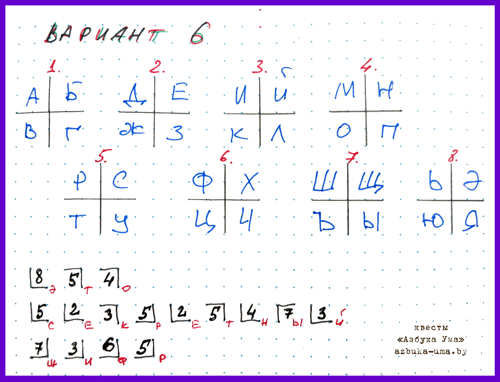 ВАРИАНТ 6
1. 2. 3. 4.
А Б Д Е И Й М Н
В Г Ж З К Л О П
5. 6. 7. 8.
Р С Ф Х Ш Щ Ь Э
Т У Ц Ч Ъ Ы Ю Я
8 Э 5 Т 4 О
5 С 2 Е 3 К 5 Р 2 Е 5 Т 4 Н 7 Ы 3 Й
7 Ш 3 И 6 Ф 5 Р
квесты
«Азбука Ума»
azbuka-uma.by